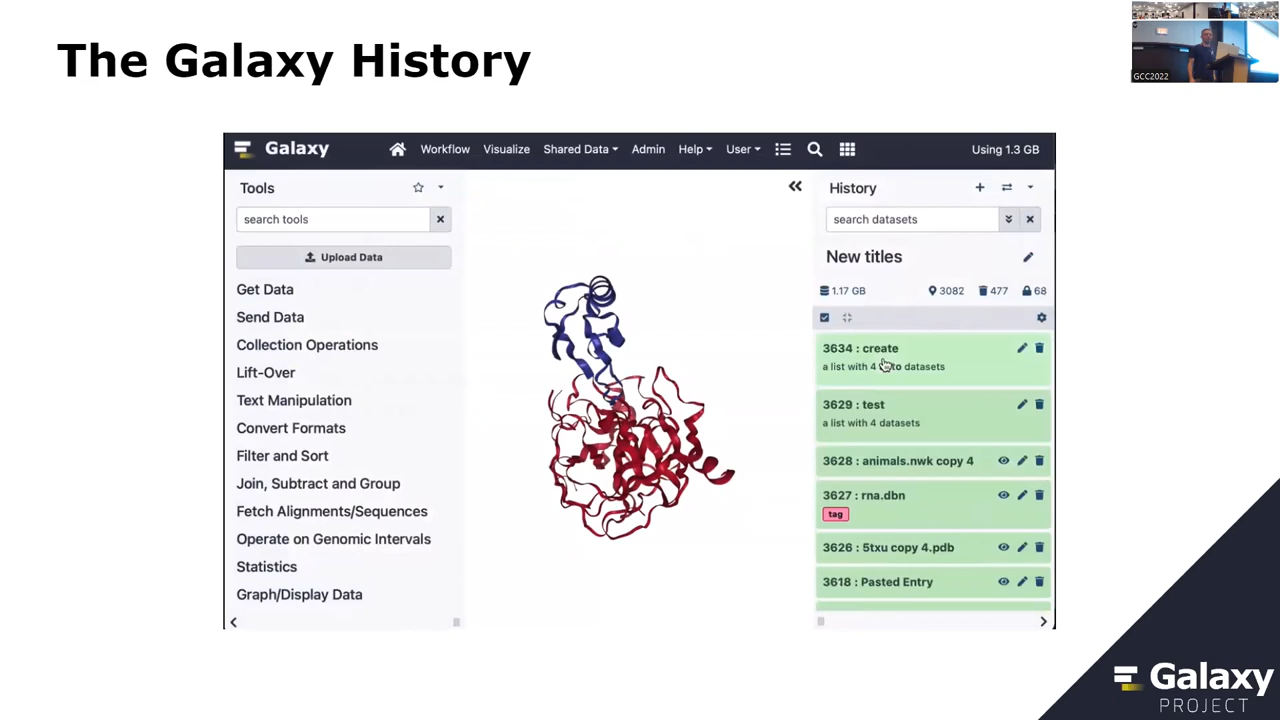 The Galaxy History
GCC2022
Galaxy
Workflow
Visualize
Shared Data
Admin
Help
User
Using 1.3 GB
Tools
search tools
Upload Data
Get Data
Send Data
Collection Operations
Lift-Over
Text Manipulation
Convert Formats
Filter and Sort
Join, Subtract and Group
Fetch Alignments/Sequences
Operate on Genomic Intervals
Statistics
Graph/Display Data
History
search datasets
New titles
1.17 GB
3082
477
68
3634 : create
a list with 4 datasets
3629 : test
a list with 4 datasets
3628 : animals.nwk copy 4
3627 : rna.dbn
tag
3626 : 5txu copy 4.pdb
3618 : Pasted Entry
Galaxy
PROJECT